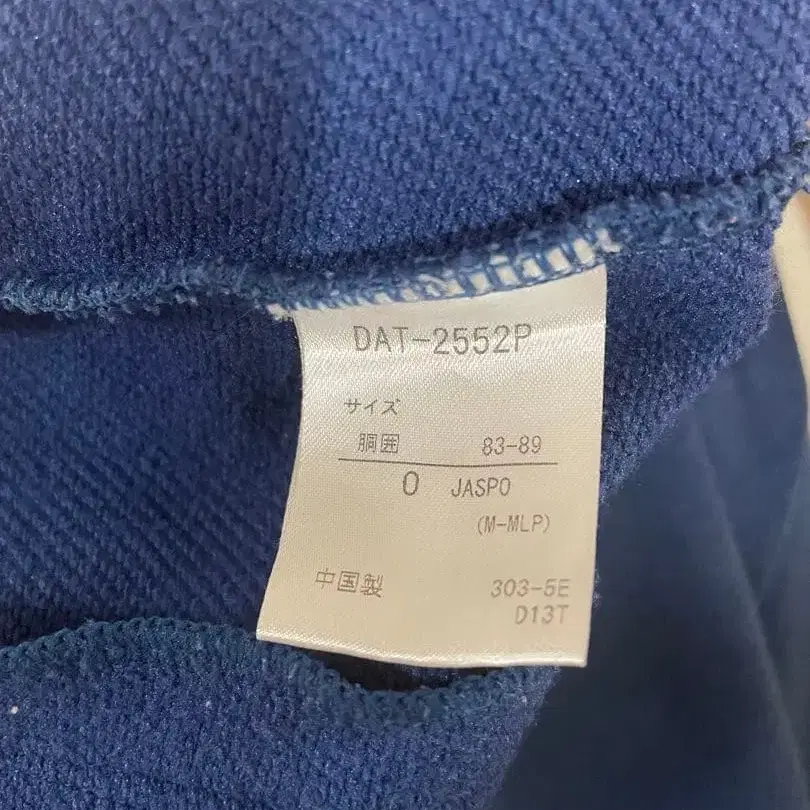 DAT-2552P
サイズ
胴囲 83-89
O JASPO
(M-MLP)
中国製 303-5E
D13T